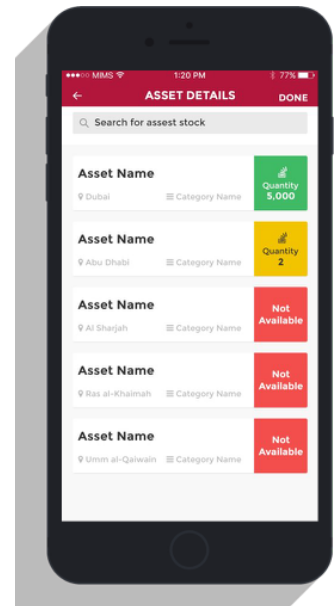 MIMS 1:20 PM 77%
ASSET DETAILS DONE
Search for assest stock
Asset Name
Dubai Category Name
Quantity
5,000
Asset Name
Abu Dhabi Category Name
Quantity
2
Asset Name
Al Sharjah Category Name
Not
Available
Asset Name
Ras al-Khaimah Category Name
Not
Available
Asset Name
Umm al-Qaiwain Category Name
Not
Available